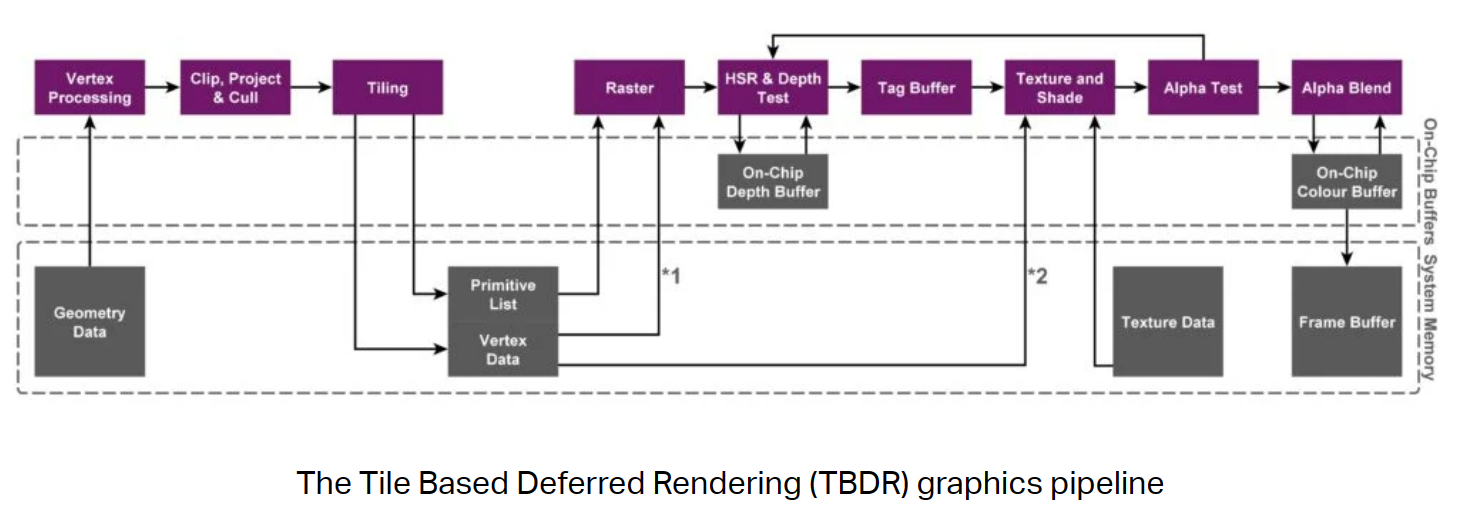 Vertex
Processing
Clip, Project
& Cull
Tiling
Raster
HSR & Depth
Test
Tag Buffer
Texture and
Shade
Alpha Test
Alpha Blend
On-Chip
Depth Buffer
On-Chip
Colour Buffer
On-Chip Buffers
Geometry
Data
Primitive
List
Vertex
Data
*1
*2
Texture Data
Frame Buffer
System Memory
The Tile Based Deferred Rendering (TBDR) graphics pipeline